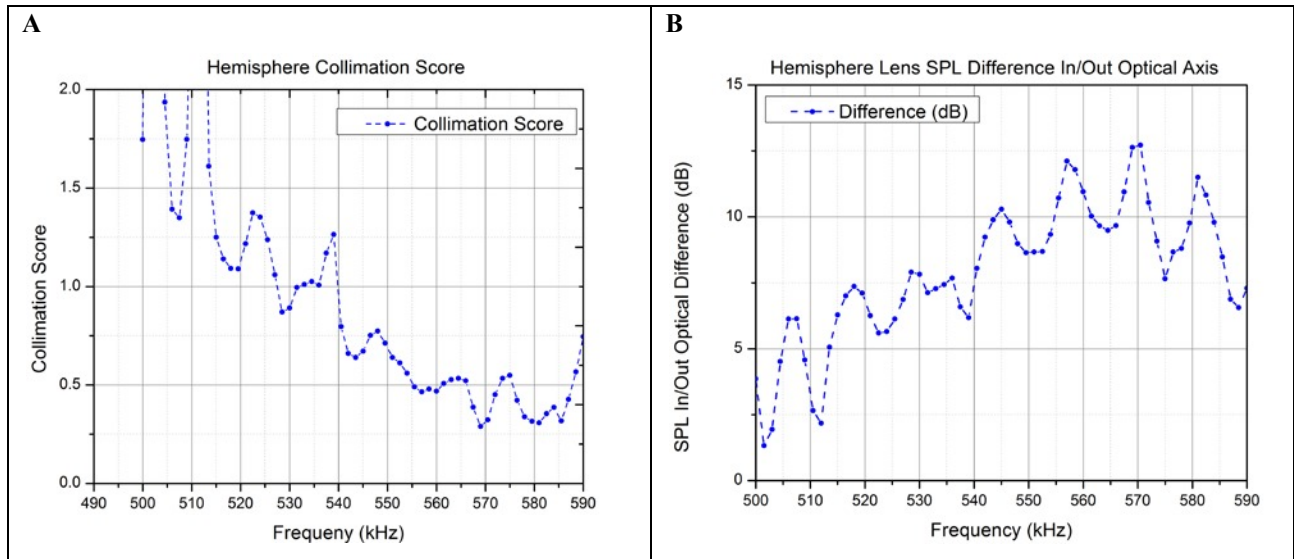 A
Hemisphere Collimation Score
2.0
1.5
1.0
0.5
0.0
Collimation Score
Collimation Score
490 500 510 520 530 540 550 560 570 580 590
Frequeny (kHz)
B
Hemisphere Lens SPL Difference In/Out Optical Axis
15
10
5
0
SPL In/Out Optical Difference (dB)
Difference (dB)
500 510 520 530 540 550 560 570 580 590
Frequency (kHz)